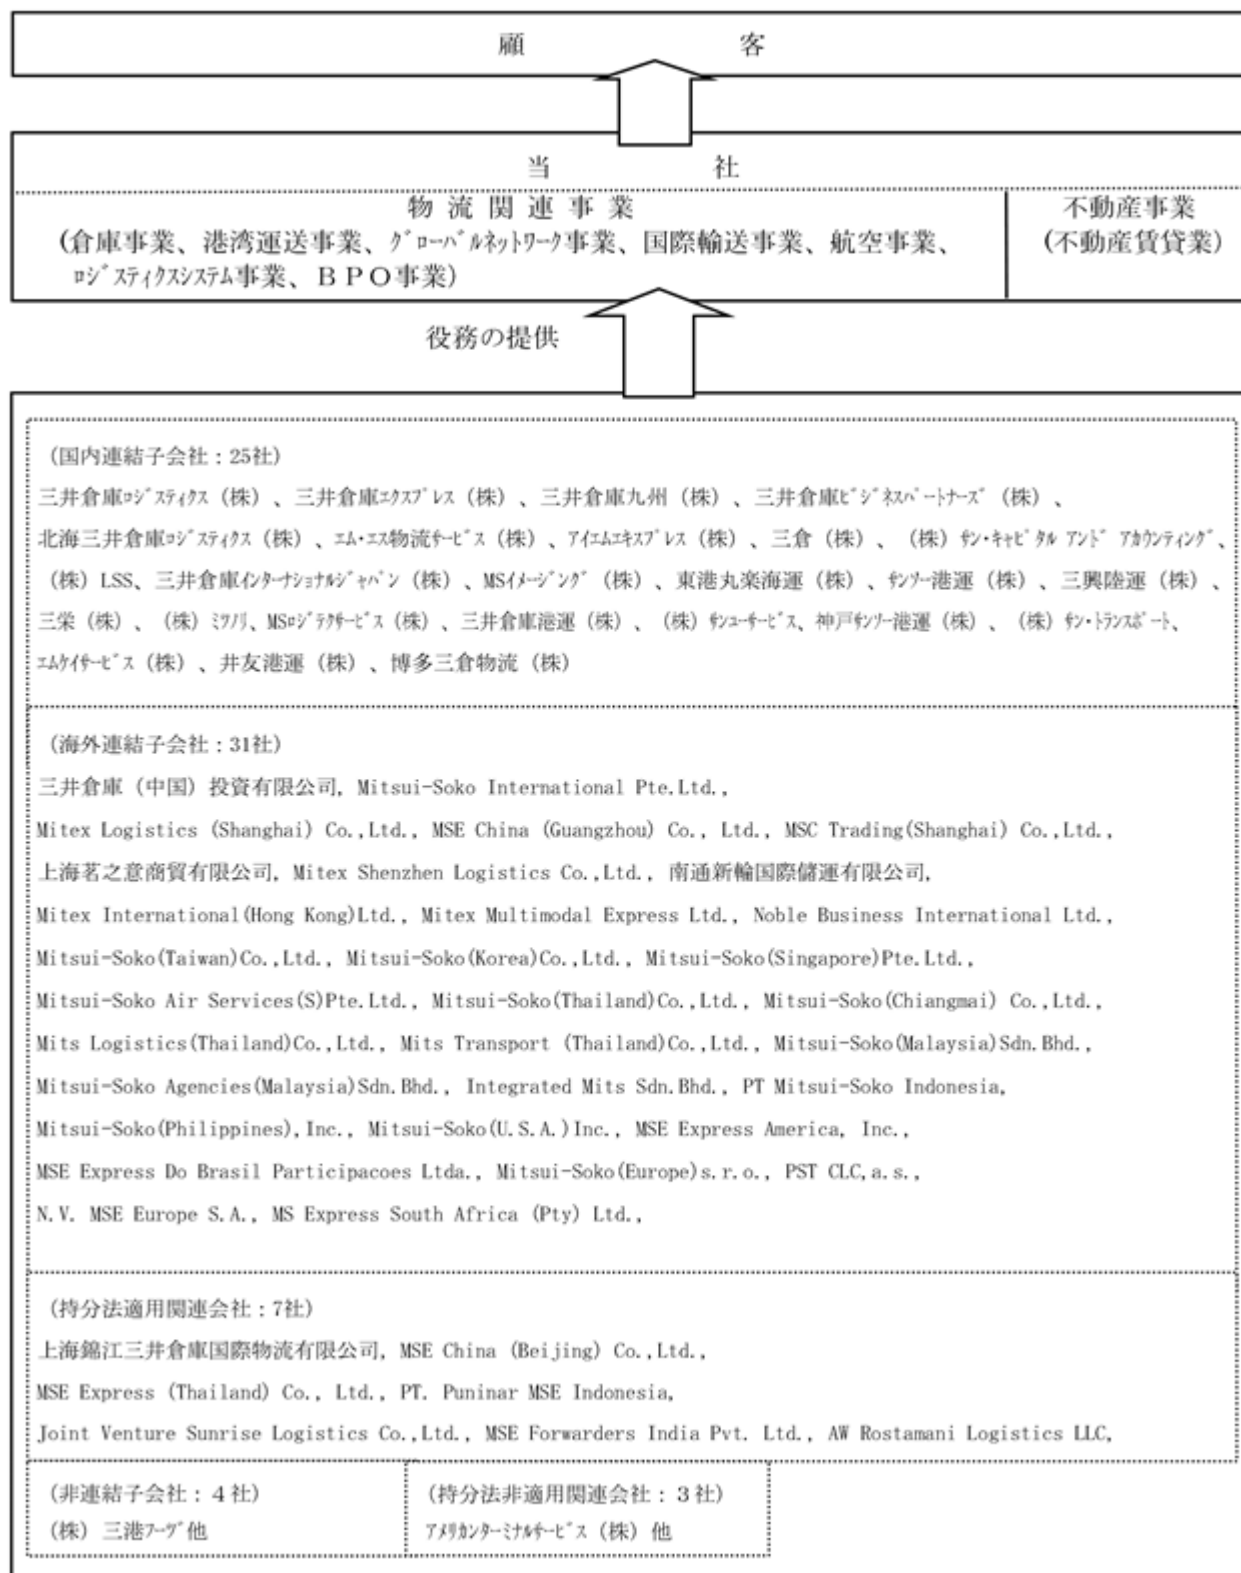 顧客
当社
物流関連事業
(倉庫事業、港湾運送事業、グローバルネットワーク事業、国際輸送事業、航空事業、
ロジスティクスシステム事業、BPO事業)
不動産事業
(不動産賃貸業)
役務の提供
(国内連結子会社:25社)
三井倉庫ロジスティクス(株)、三井倉庫エクスプレス(株)、三井倉庫九州(株)、三井倉庫ビジネスパートナーズ(株)、
北海三井倉庫ロジスティクス(株)、エム・エス物流サービス(株)、アイエムエキスプレス(株)、三倉(株)、(株)サン・キャピタル アンド アカウンティング、
(株)LSS、三井倉庫インターナショナルジャパン(株)、MSイメージング(株)、東港丸楽海運(株)、サンソー港運(株)、三興陸運(株)、
三栄(株)、(株)ミツノリ、MSロジテクサービス(株)、三井倉庫港運(株)、(株)サンユーサービス、神戸サンソー港運(株)、(株)サン・トランスポート、
エムケイサービス(株)、井友港運(株)、博多三倉物流(株)
(海外連結子会社:31社)
三井倉庫(中国)投資有限公司, Mitsui-Soko International Pte.Ltd.,
Mitex Logistics (Shanghai) Co.,Ltd., MSE China (Guangzhou) Co., Ltd., MSC Trading(Shanghai) Co.,Ltd.,
上海茗之意商貿有限公司, Mitex Shenzhen Logistics Co.,Ltd., 南通新輪国際儲運有限公司,
Mitex International(Hong Kong)Ltd., Mitex Multimodal Express Ltd., Noble Business International Ltd.,
Mitsui-Soko(Taiwan)Co.,Ltd., Mitsui-Soko(Korea)Co.,Ltd., Mitsui-Soko(Singapore)Pte.Ltd.,
Mitsui-Soko Air Services(S)Pte.Ltd., Mitsui-Soko(Thailand)Co.,Ltd., Mitsui-Soko(Chiangmai) Co.,Ltd.,
Mits Logistics(Thailand)Co.,Ltd., Mits Transport (Thailand)Co.,Ltd., Mitsui-Soko(Malaysia)Sdn.Bhd.,
Mitsui-Soko Agencies(Malaysia)Sdn.Bhd., Integrated Mits Sdn.Bhd., PT Mitsui-Soko Indonesia,
Mitsui-Soko(Philippines),Inc., Mitsui-Soko(U.S.A.)Inc., MSE Express America, Inc.,
MSE Express Do Brasil Participacoes Ltda., Mitsui-Soko(Europe)s.r.o., PST CLC,a.s.,
N.V. MSE Europe S.A., MS Express South Africa (Pty) Ltd.,
(持分法適用関連会社:7社)
上海錦江三井倉庫国際物流有限公司, MSE China (Beijing) Co.,Ltd.,
MSE Express (Thailand) Co., Ltd., PT. Puninar MSE Indonesia,
Joint Venture Sunrise Logistics Co.,Ltd., MSE Forwarders India Pvt. Ltd., AW Rostamani Logistics LLC,
(非連結子会社:4社)
(株)三港フーヅ他
(持分法非適用関連会社:3社)
アメリカンターミナルサービス(株)他